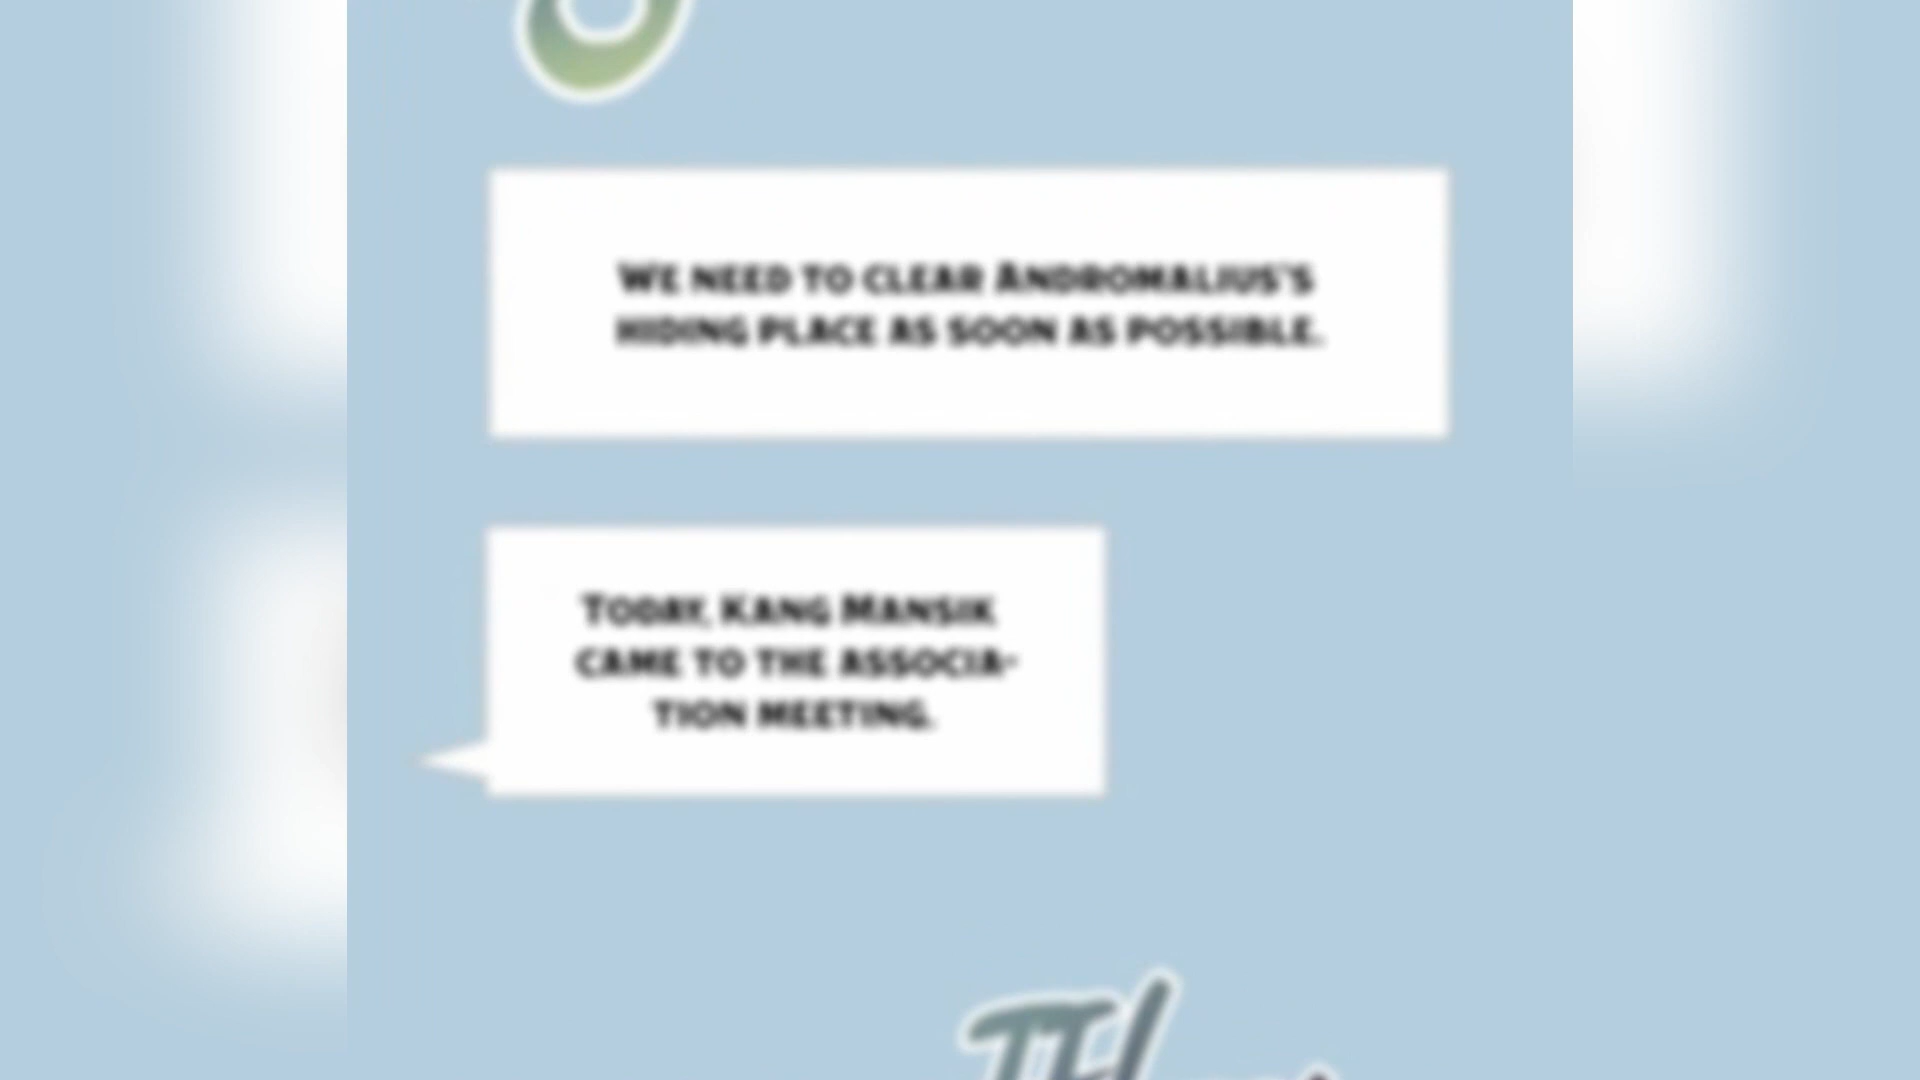 We need to clear Andromalius's
hiding place as soon as possible.
Today, Kang Mansik
came to the associa-
tion meeting.